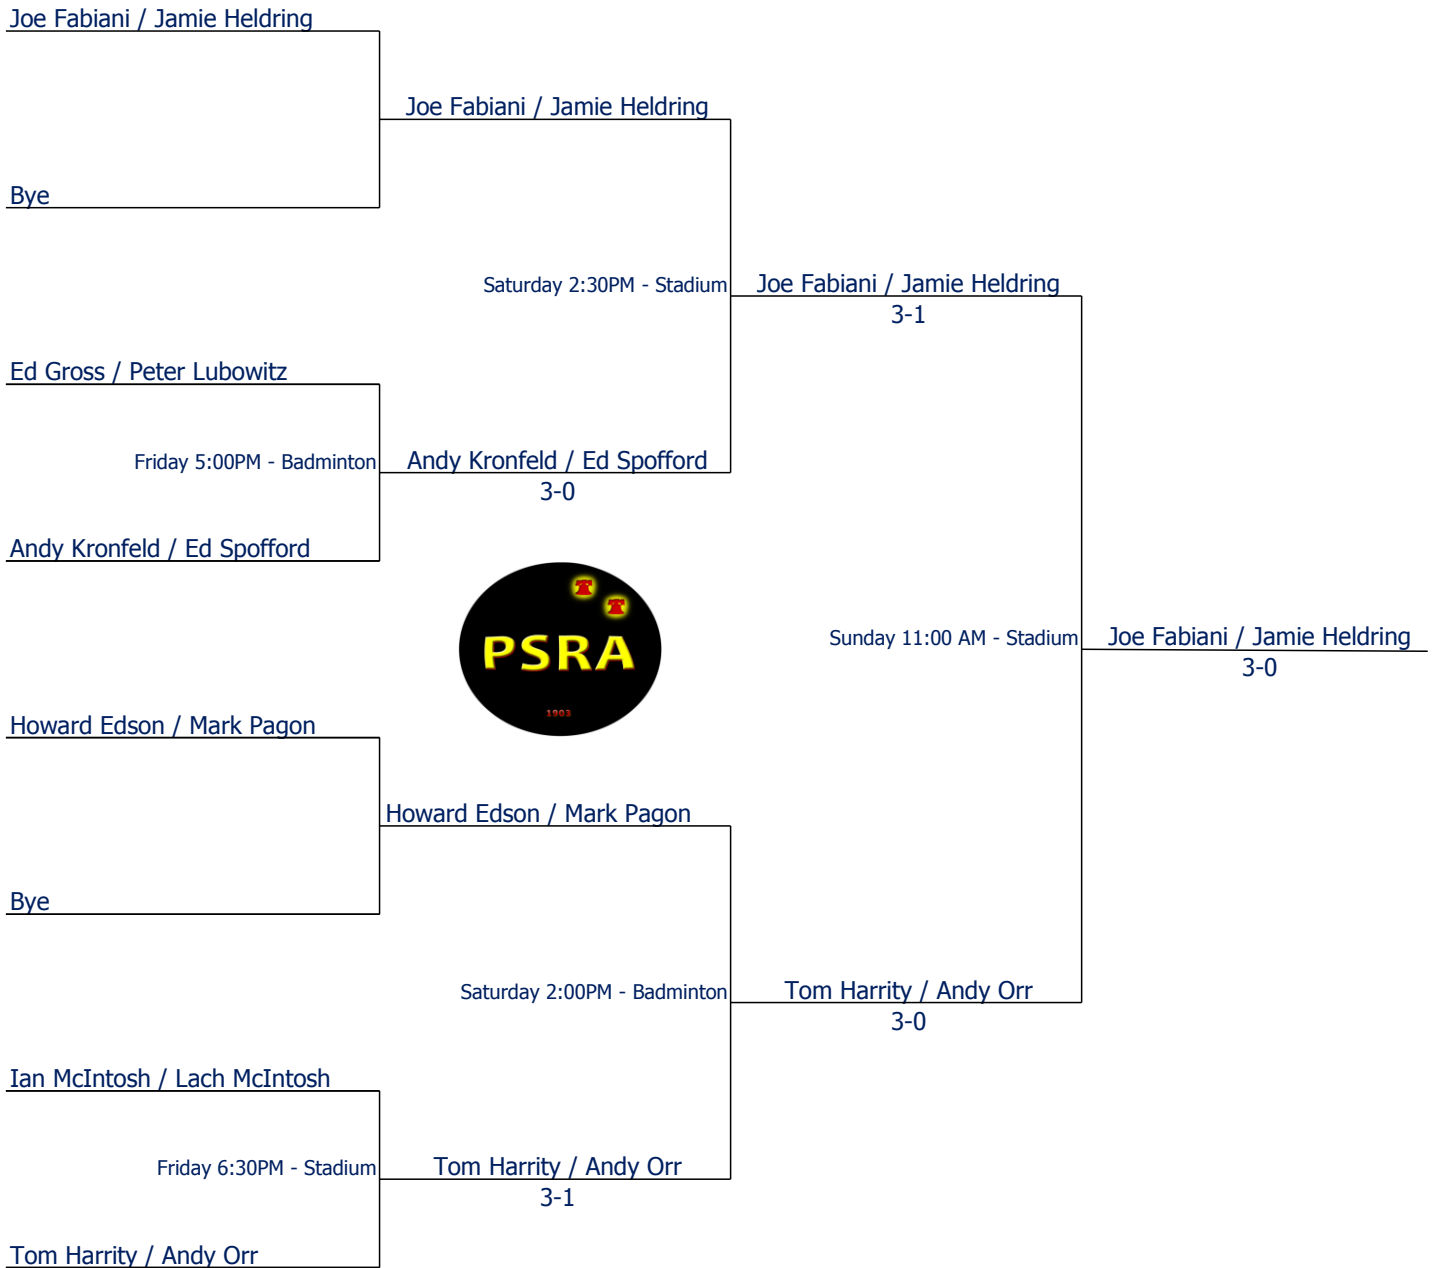 Joe Fabiani / Jamie Heldring
Joe Fabiani / Jamie Heldring
Bye
Saturday 2:30PM - Stadium
Joe Fabiani / Jamie Heldring
3-1
Ed Gross / Peter Lubowitz
Friday 5:00PM - Badminton
Andy Kronfeld / Ed Spofford
3-0
Andy Kronfeld / Ed Spofford
PSRA
1903
Sunday 11:00 AM - Stadium
Joe Fabiani / Jamie Heldring
3-0
Howard Edson / Mark Pagon
Howard Edson / Mark Pagon
Bye
Saturday 2:00PM - Badminton
Tom Harrity / Andy Orr
3-0
Ian McIntosh / Lach McIntosh
Friday 6:30PM - Stadium
Tom Harrity / Andy Orr
3-1
Tom Harrity / Andy Orr